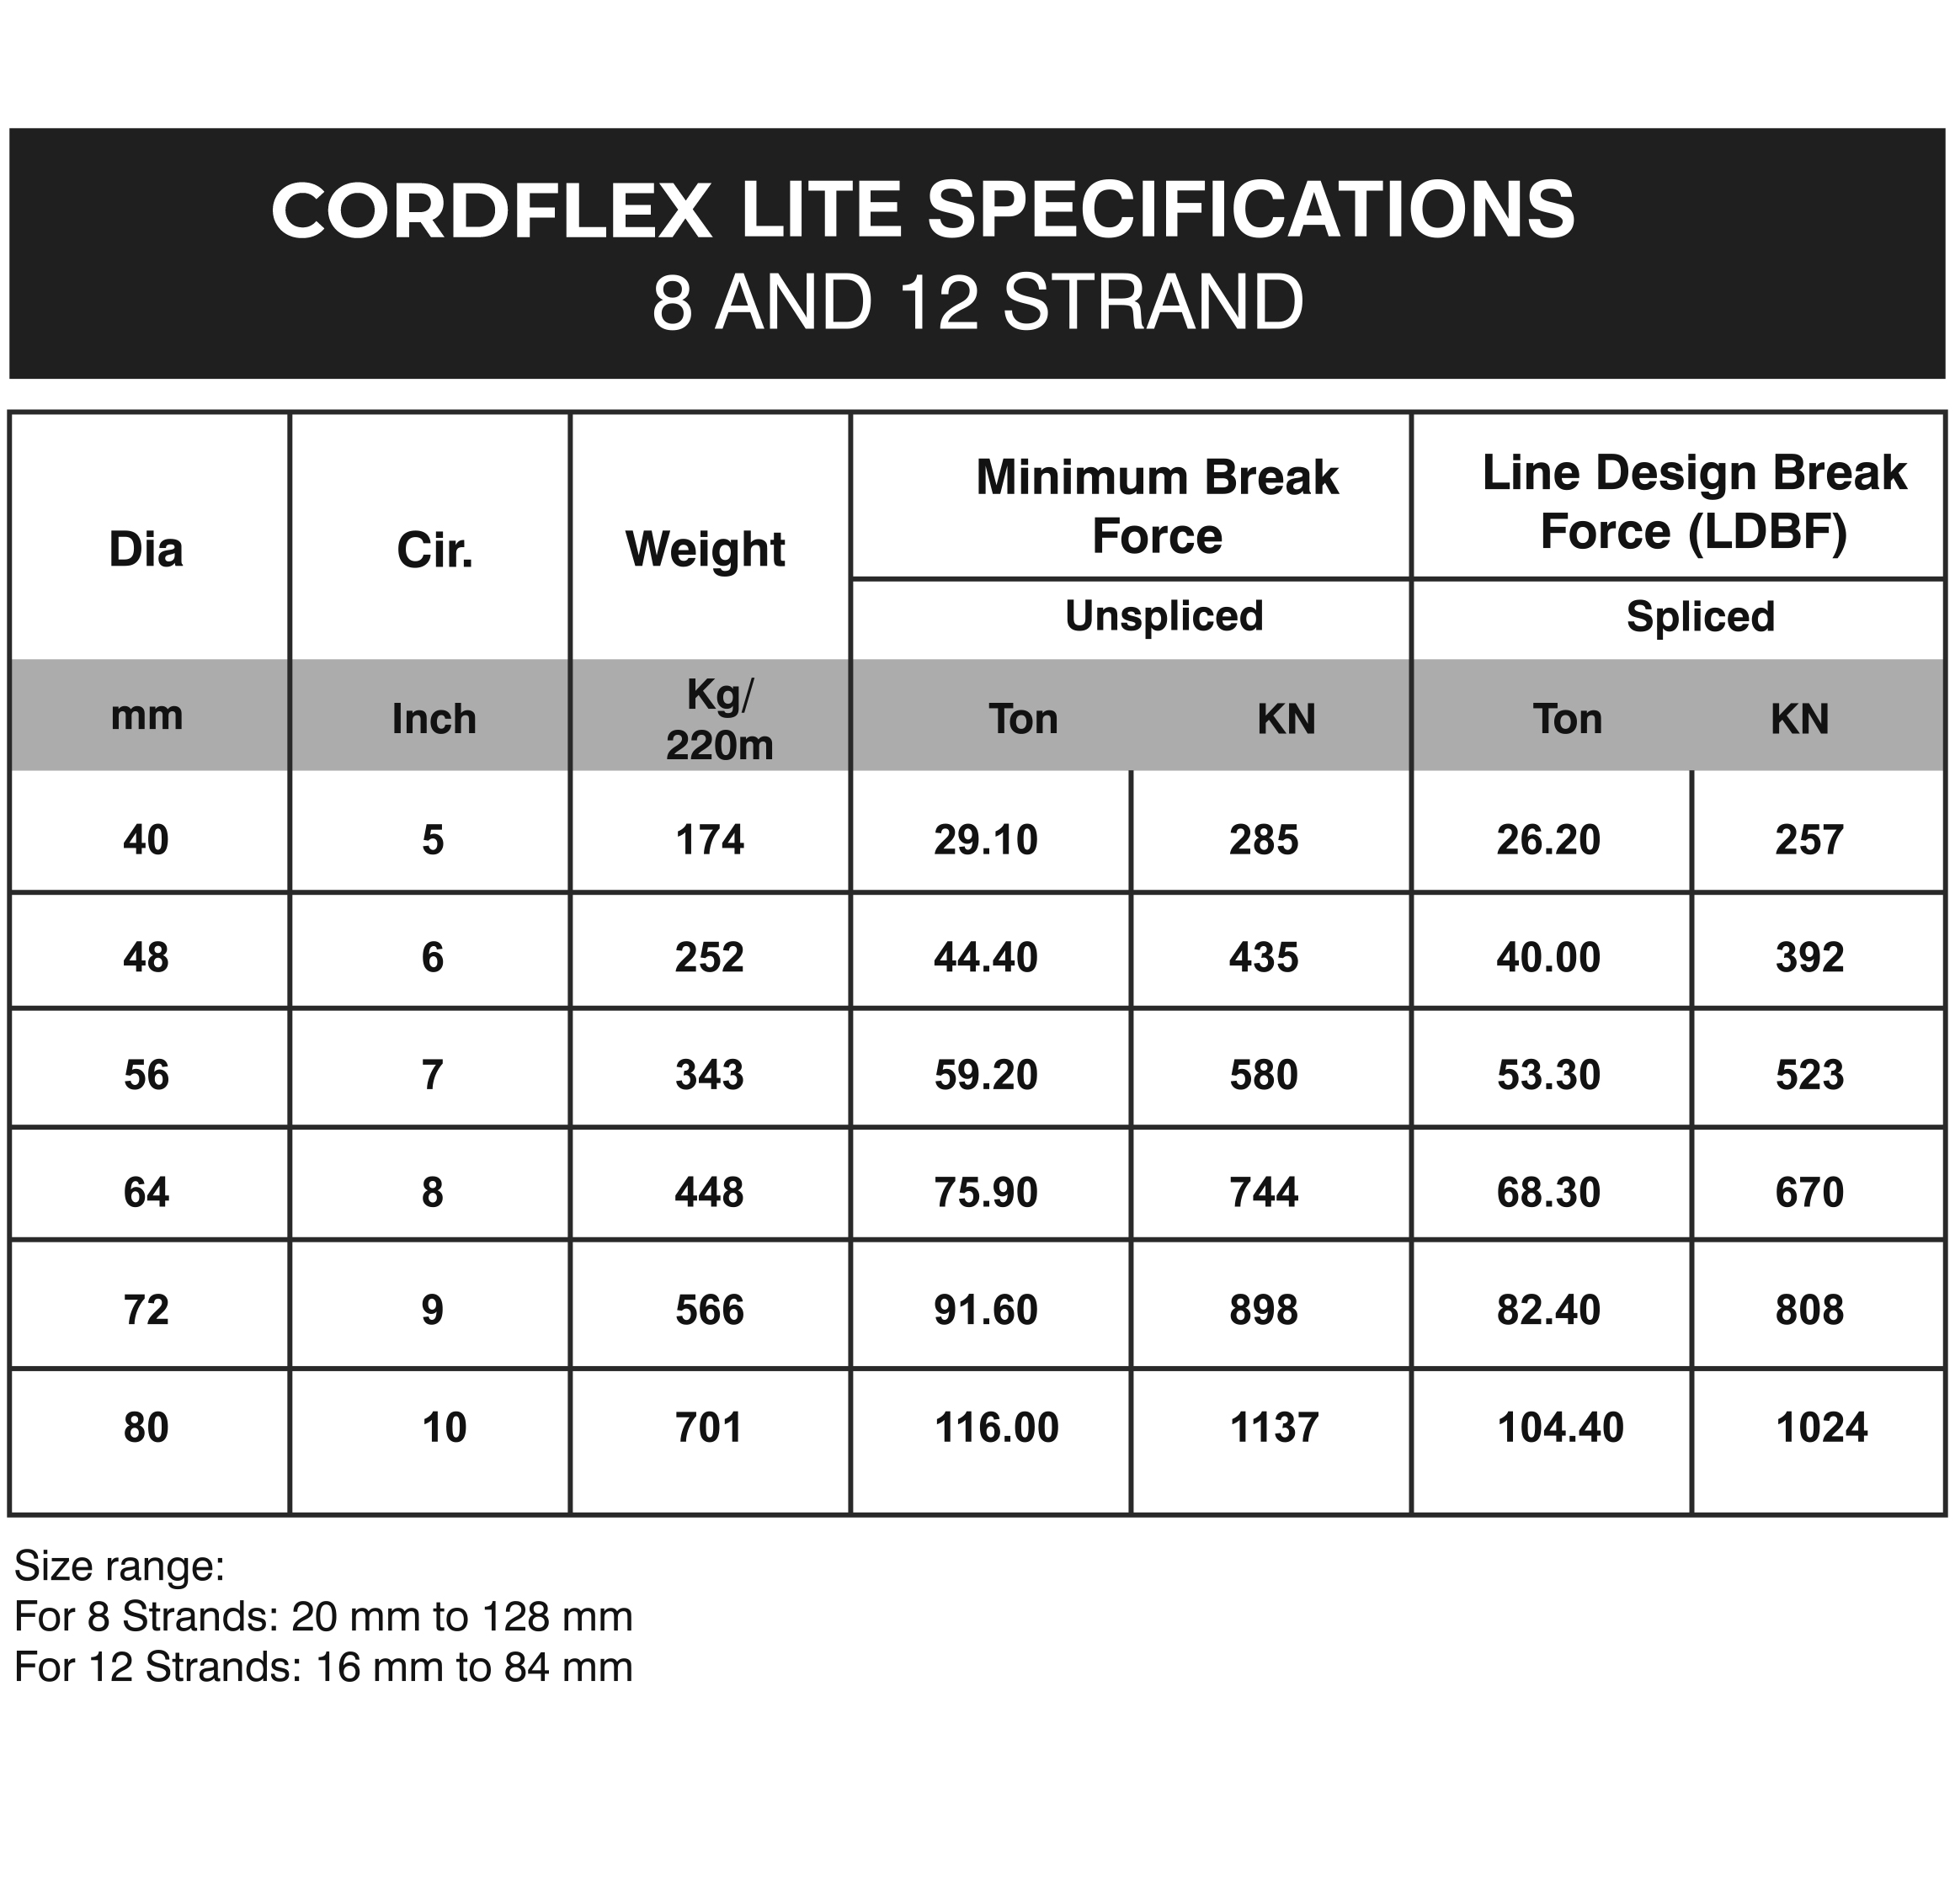 CORDFLEX LITE SPECIFICATIONS
8 AND 12 STRAND
Dia Cir. Weight Minimum Break Force Line Design Break Force (LDBF)
Unspliced Spliced
mm Inch Kg/ 220m Ton KN Ton KN
40 5 174 29.10 285 26.20 257
48 6 252 44.40 435 40.00 392
56 7 343 59.20 580 53.30 523
64 8 448 75.90 744 68.30 670
72 9 566 91.60 898 82.40 808
80 10 701 116.00 1137 104.40 1024
Size range:
For 8 Strands: 20 mm to 128 mm
For 12 Strands: 16 mm to 84 mm